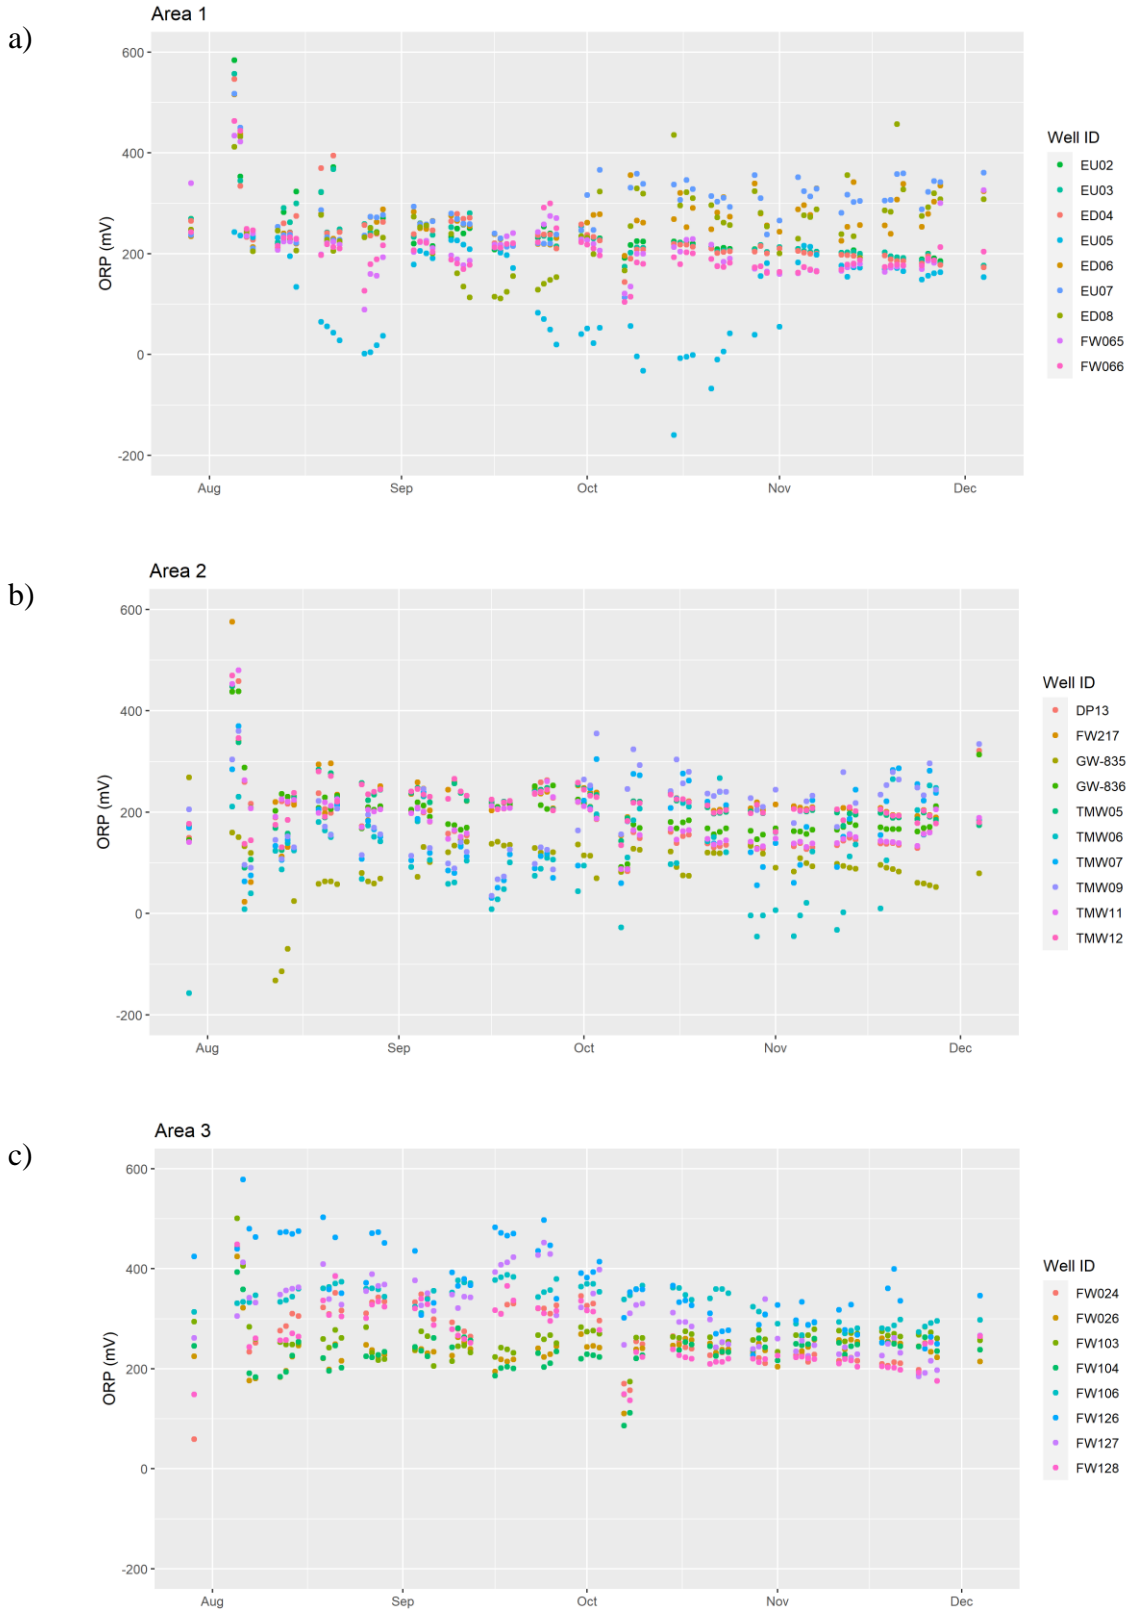 a)
Area 1
600
400
200
0
-200
ORP (mV)
Aug Sep Oct Nov Dec
Well ID
EU02
EU03
ED04
EU05
ED06
EU07
ED08
FW065
FW066
b)
Area 2
600
400
200
0
-200
ORP (mV)
Aug Sep Oct Nov Dec
Well ID
DP13
FW217
GW-835
GW-836
TMW05
TMW06
TMW07
TMW09
TMW11
TMW12
c)
Area 3
600
400
200
0
-200
ORP (mV)
Aug Sep Oct Nov Dec
Well ID
FW024
FW026
FW103
FW104
FW106
FW126
FW127
FW128